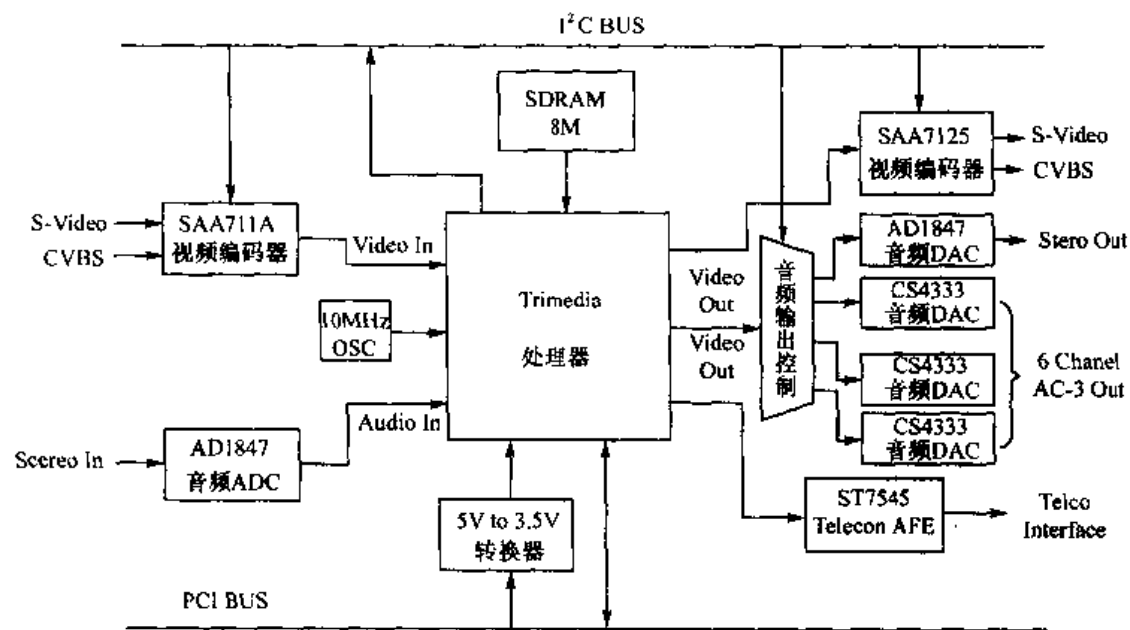 I²C BUS
SDRAM
8M
SAA7125
视频编码器
S-Video
CVBS
S-Video
CVBS
SAA711A
视频编码器
Video In
AD1847
音频DAC
Stero Out
Trimedia
处理器
Video
Out
Video
Out
音频输出控制
CS4333
音频DAC
10MHz
OSC
CS4333
音频DAC
6 Chanel
AC-3 Out
CS4333
音频DAC
Audio In
Scereo In
AD1847
音频ADC
5V to 3.5V
转换器
ST7545
Telecon AFE
Telco
Interface
PCI BUS